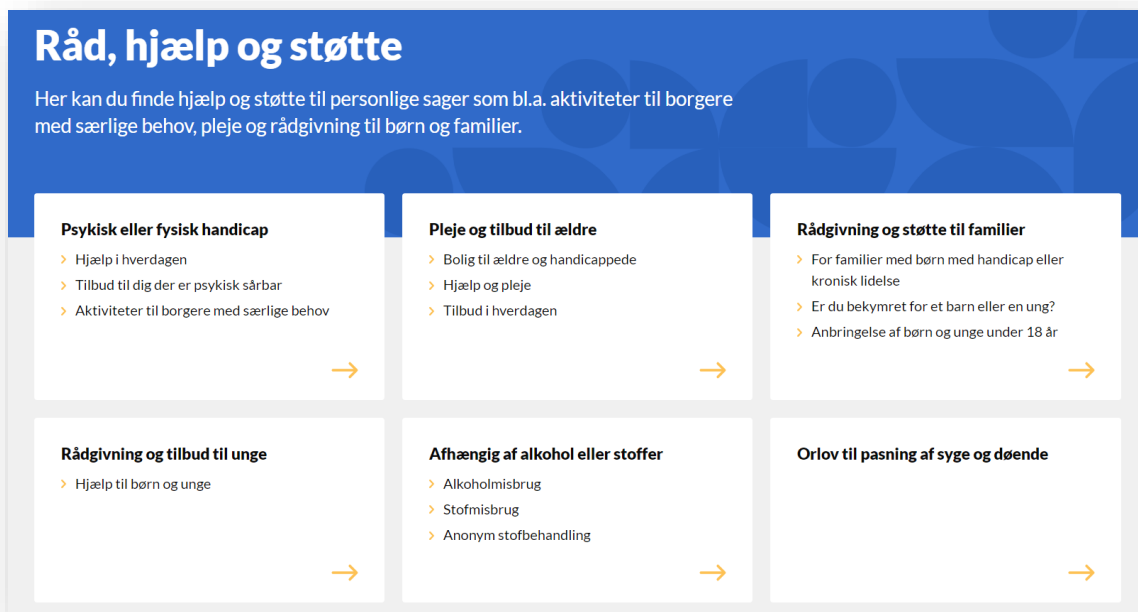 Råd, hjælp og støtte
Her kan du finde hjælp og støtte til personlige sager som bl.a. aktiviteter til borgere
med særlige behov, pleje og rådgivning til børn og familier.
Psykisk eller fysisk handicap
Hjælp i hverdagen
Tilbud til dig der er psykisk sårbar
Aktiviteter til borgere med særlige behov
Pleje og tilbud til ældre
Bolig til ældre og handicappede
Hjælp og pleje
Tilbud i hverdagen
Rådgivning og støtte til familier
For familier med børn med handicap eller
kronisk lidelse
Er du bekymret for et barn eller en ung?
Anbringelse af børn og unge under 18 år
Rådgivning og tilbud til unge
Hjælp til børn og unge
Afhængig af alkohol eller stoffer
Alkoholmisbrug
Stofmisbrug
Anonym stofbehandling
Orlov til pasning af syge og døende